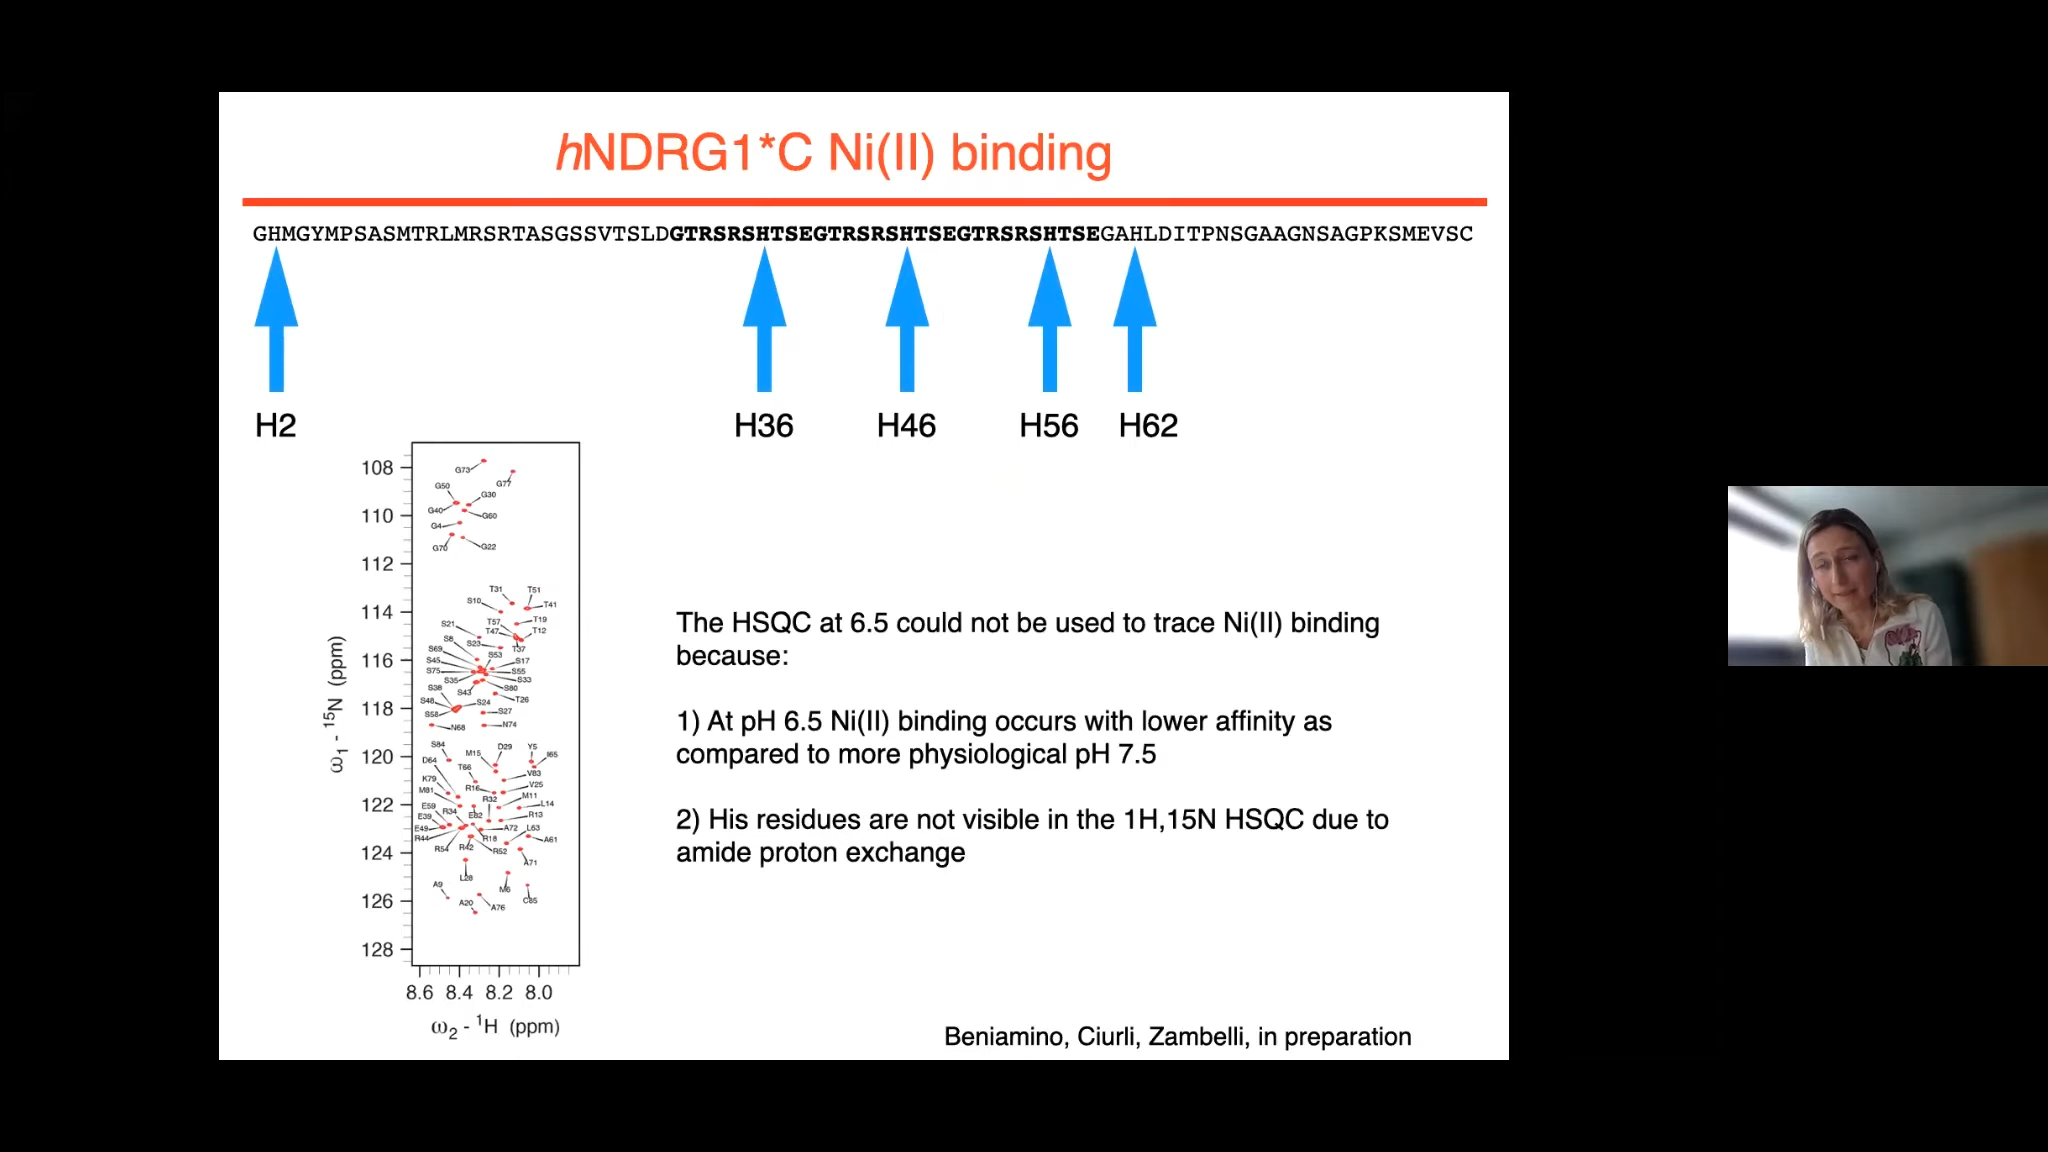 hNDRG1*C Ni(II) binding
GHMGYMPSASMTRLMRSRTASGSSVTSLDGTRSRSHTSEGTRSRSHTSEGTRSRSHTSEGAHLDITPNSGAAGNSAGPKSMEVSC
H2 H36 H46 H56 H62
108
110
112
114
116
118
120
122
124
126
128
ω1 - 15N (ppm)
G73
G77
G50
G30
G40
G60
G4
G70
G22
T31
T51
S10
T41
T19
S21
T57
T47
T12
S8
S23
T37
S69
S53
S45
S17
S75
S55
S35
S33
S38
S43
S80
S48
S24
T26
S58
S27
N68
N74
S84
D29
Y5
M15
I65
D64
T66
V83
K79
R16
V25
M81
R32
M11
E59
L14
R34
E82
R13
E39
E49
A72
L63
R44
R18
A61
R54
R42
R52
A71
L28
A9
M6
A20
A76
C85
8.6 8.4 8.2 8.0
ω2 - 1H (ppm)
The HSQC at 6.5 could not be used to trace Ni(II) binding
because:
1) At pH 6.5 Ni(II) binding occurs with lower affinity as
compared to more physiological pH 7.5
2) His residues are not visible in the 1H,15N HSQC due to
amide proton exchange
Beniamino, Ciurli, Zambelli, in preparation